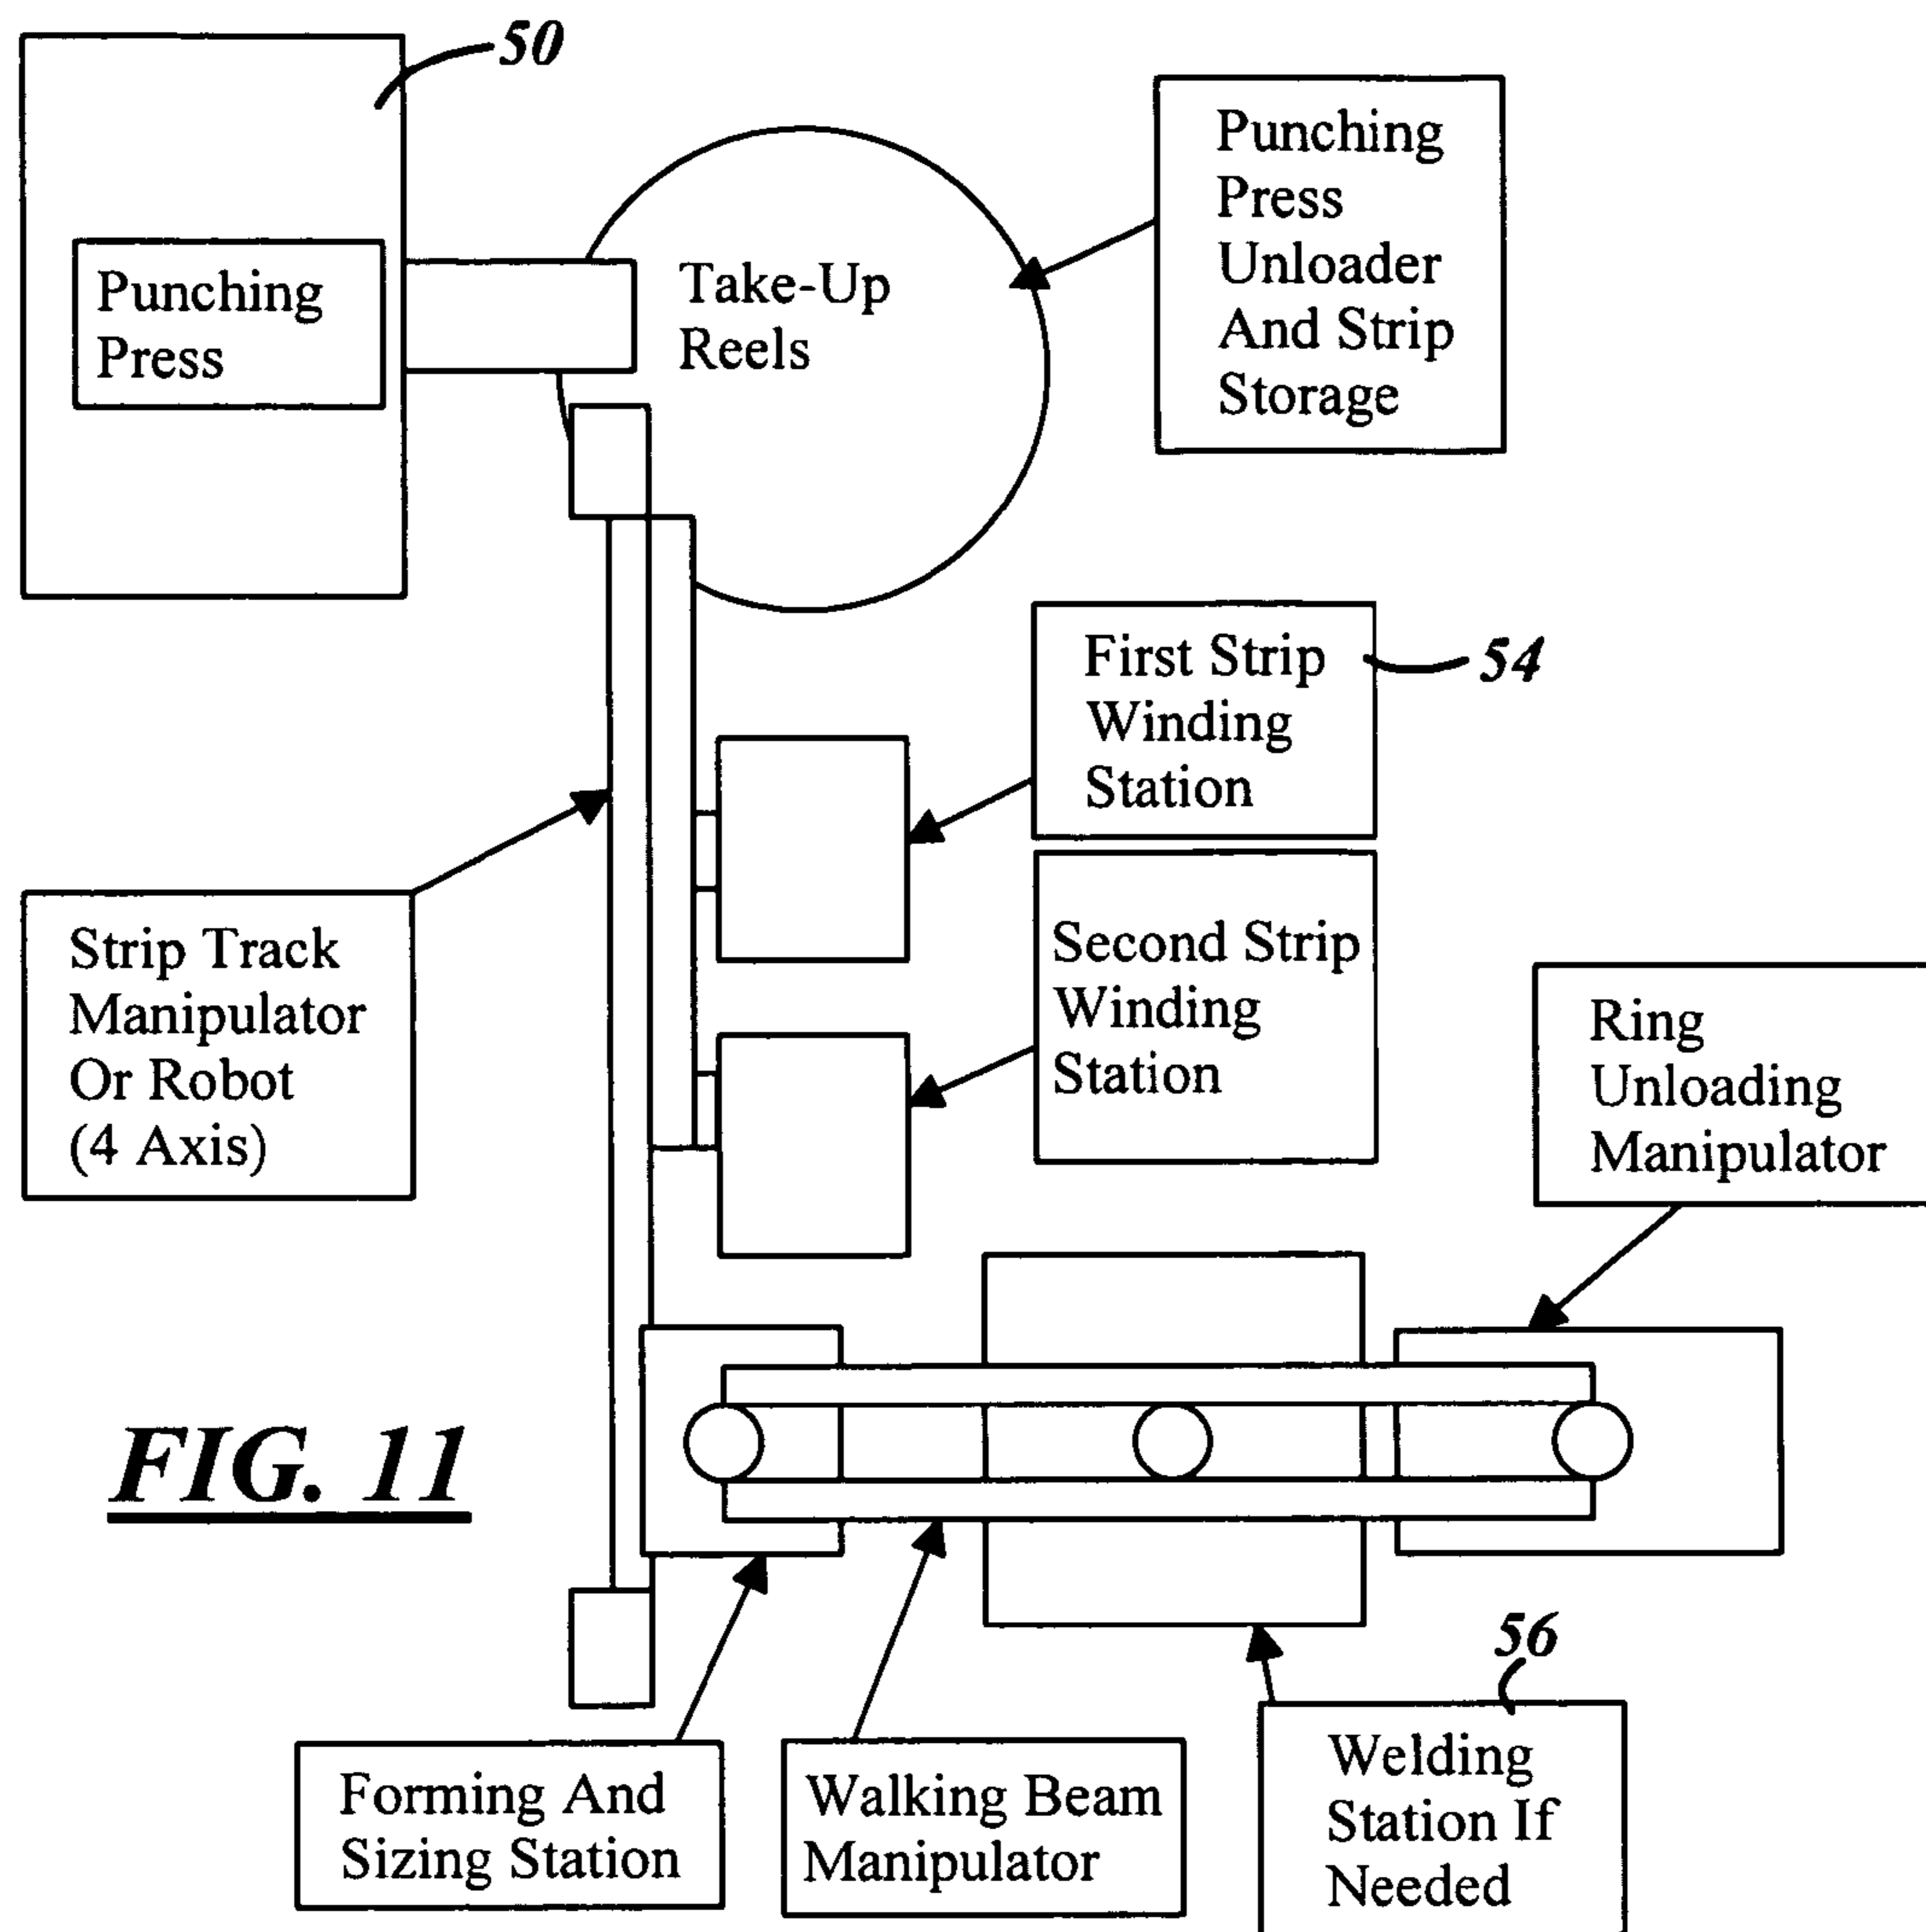 50
Punching
Press
Take-Up
Reels
Punching
Press
Unloader
And Strip
Storage
First Strip
Winding
Station
54
Strip Track
Manipulator
Or Robot
(4 Axis)
Second Strip
Winding
Station
Ring
Unloading
Manipulator
FIG. 11
56
Forming And
Sizing Station
Walking Beam
Manipulator
Welding
Station If
Needed